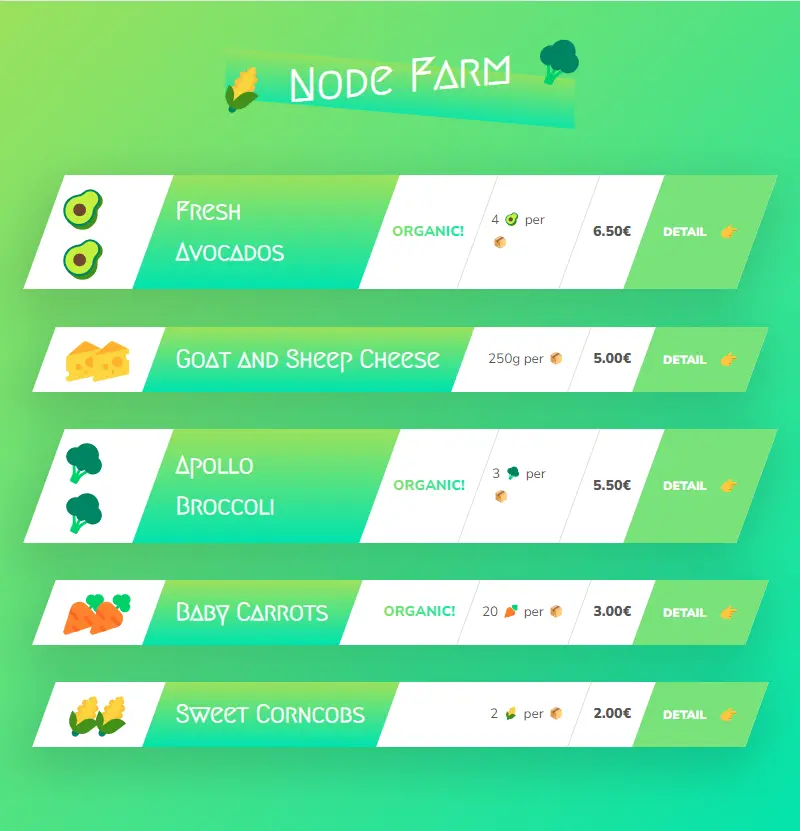 Node Farm
Fresh
Avocados
ORGANIC!
4 🥑 per
📦
6.50€
DETAIL 👉
Goat and Sheep Cheese
250g per 📦
5.00€
DETAIL 👉
Apollo
Broccoli
ORGANIC!
3 🥦 per
📦
5.50€
DETAIL 👉
Baby Carrots
ORGANIC!
20 🥕 per 📦
3.00€
DETAIL 👉
Sweet Corncobs
2 🌽 per 📦
2.00€
DETAIL 👉